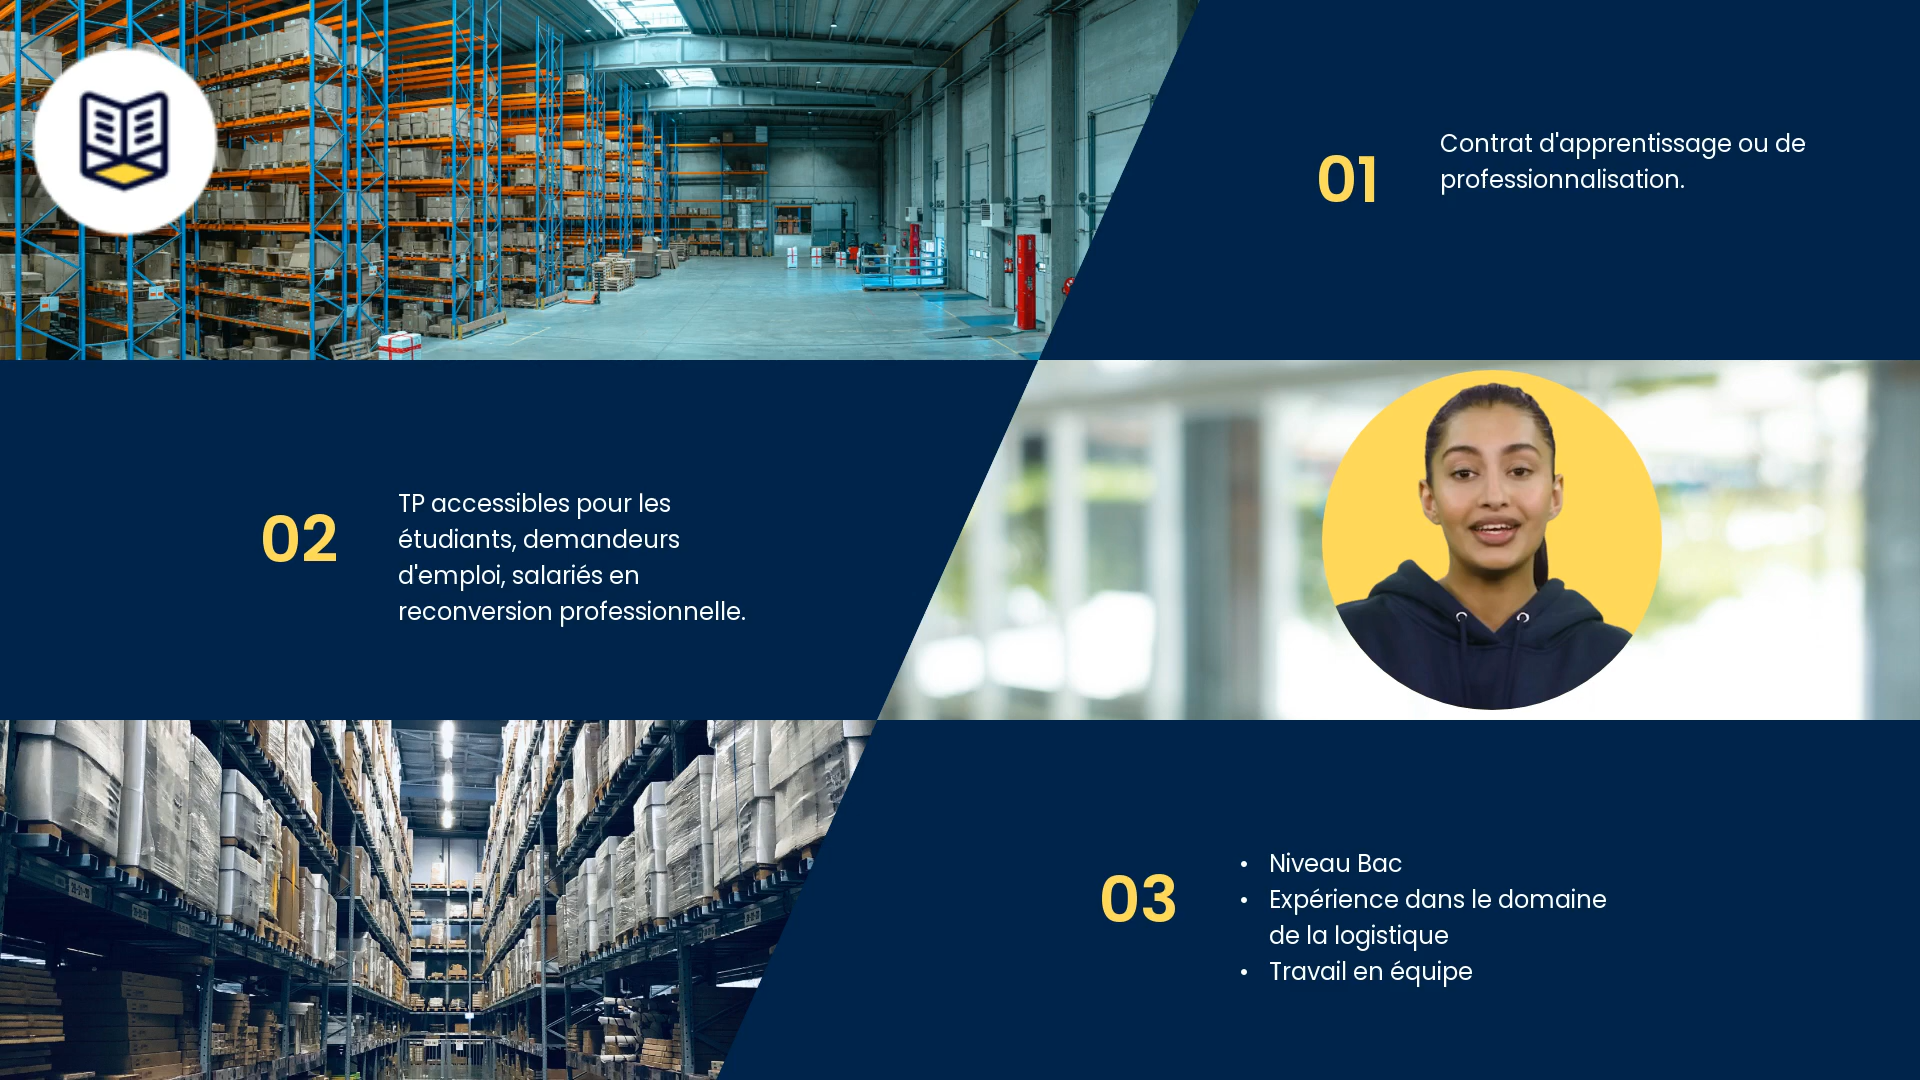 01
Contrat d'apprentissage ou de
professionnalisation.
02
TP accessibles pour les
étudiants, demandeurs
d'emploi, salariés en
reconversion professionnelle.
03
• Niveau Bac
• Expérience dans le domaine
de la logistique
• Travail en équipe